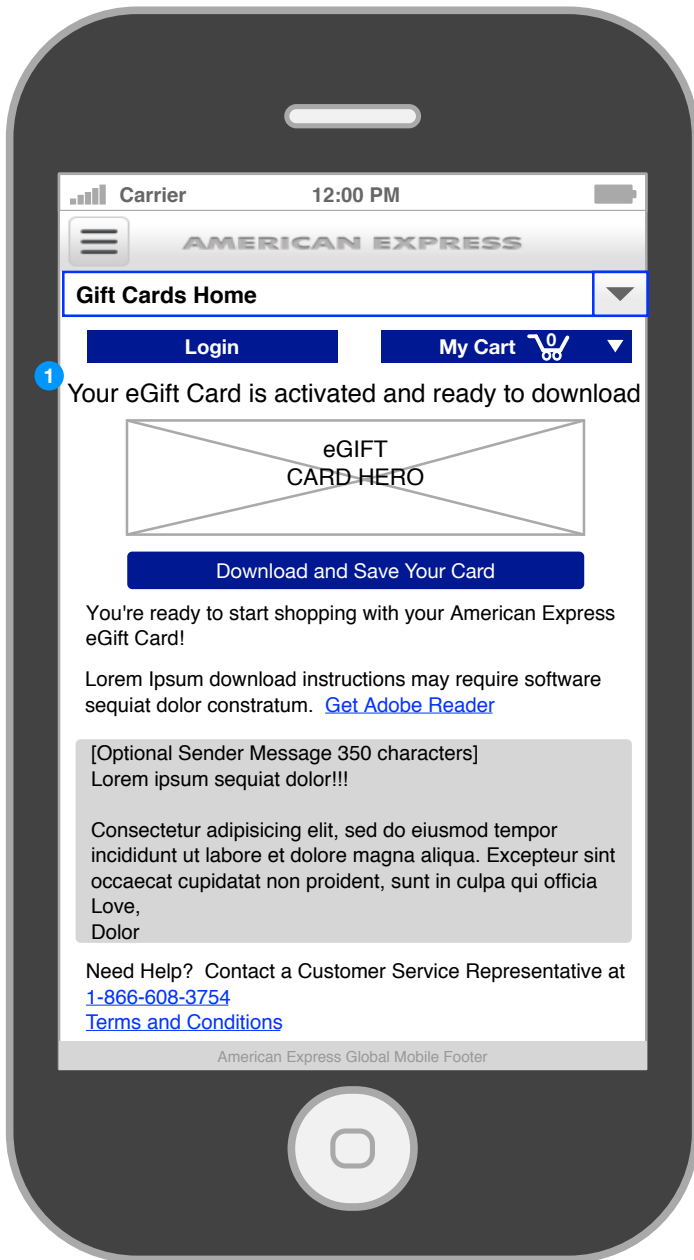 Carrier 12:00 PM
AMERICAN EXPRESS
Gift Cards Home
Login My Cart 0
1
Your eGift Card is activated and ready to download
eGIFT
CARD HERO
Download and Save Your Card
You're ready to start shopping with your American Express
eGift Card!
Lorem Ipsum download instructions may require software
sequiat dolor constratum. Get Adobe Reader
[Optional Sender Message 350 characters]
Lorem ipsum sequiat dolor!!!
Consectetur adipisicing elit, sed do eiusmod tempor
incididunt ut labore et dolore magna aliqua. Excepteur sint
occaecat cupidatat non proident, sunt in culpa qui officia
Love,
Dolor
Need Help? Contact a Customer Service Representative at
1-866-608-3754
Terms and Conditions
American Express Global Mobile Footer